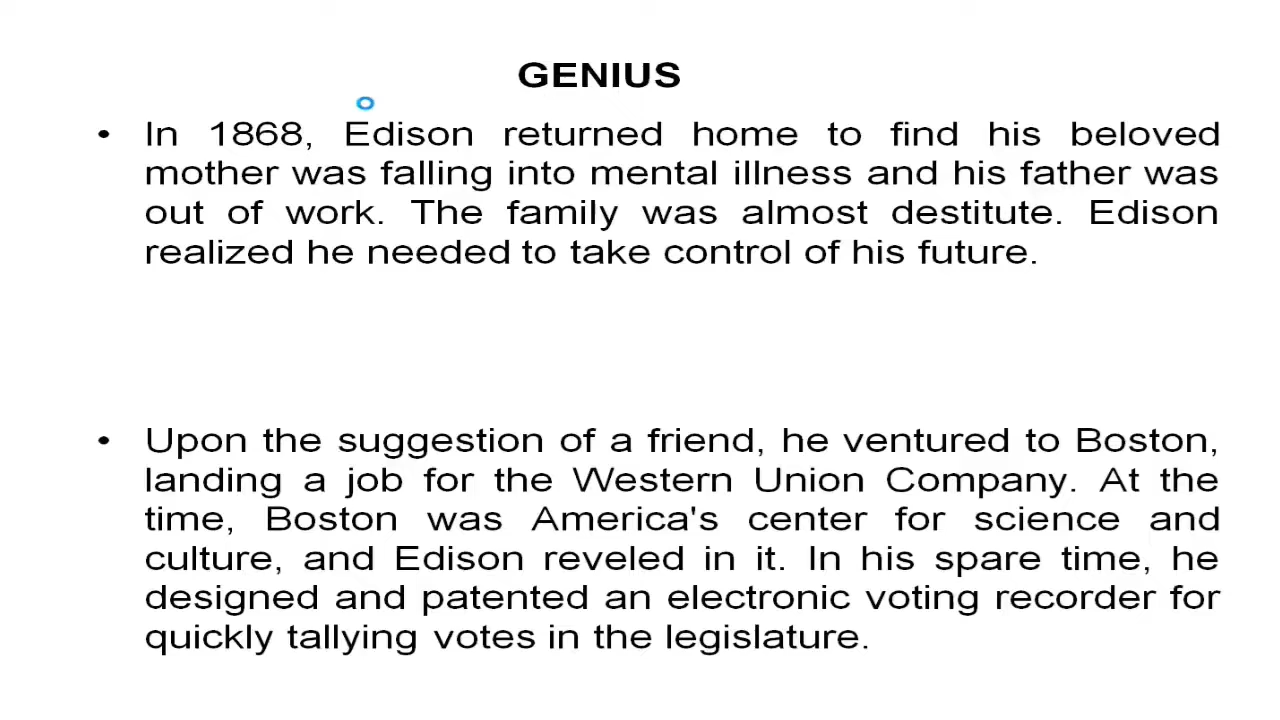 GENIUS
• In 1868, Edison returned home to find his beloved
mother was falling into mental illness and his father was
out of work. The family was almost destitute. Edison
realized he needed to take control of his future.
• Upon the suggestion of a friend, he ventured to Boston,
landing a job for the Western Union Company. At the
time, Boston was America's center for science and
culture, and Edison reveled in it. In his spare time, he
designed and patented an electronic voting recorder for
quickly tallying votes in the legislature.